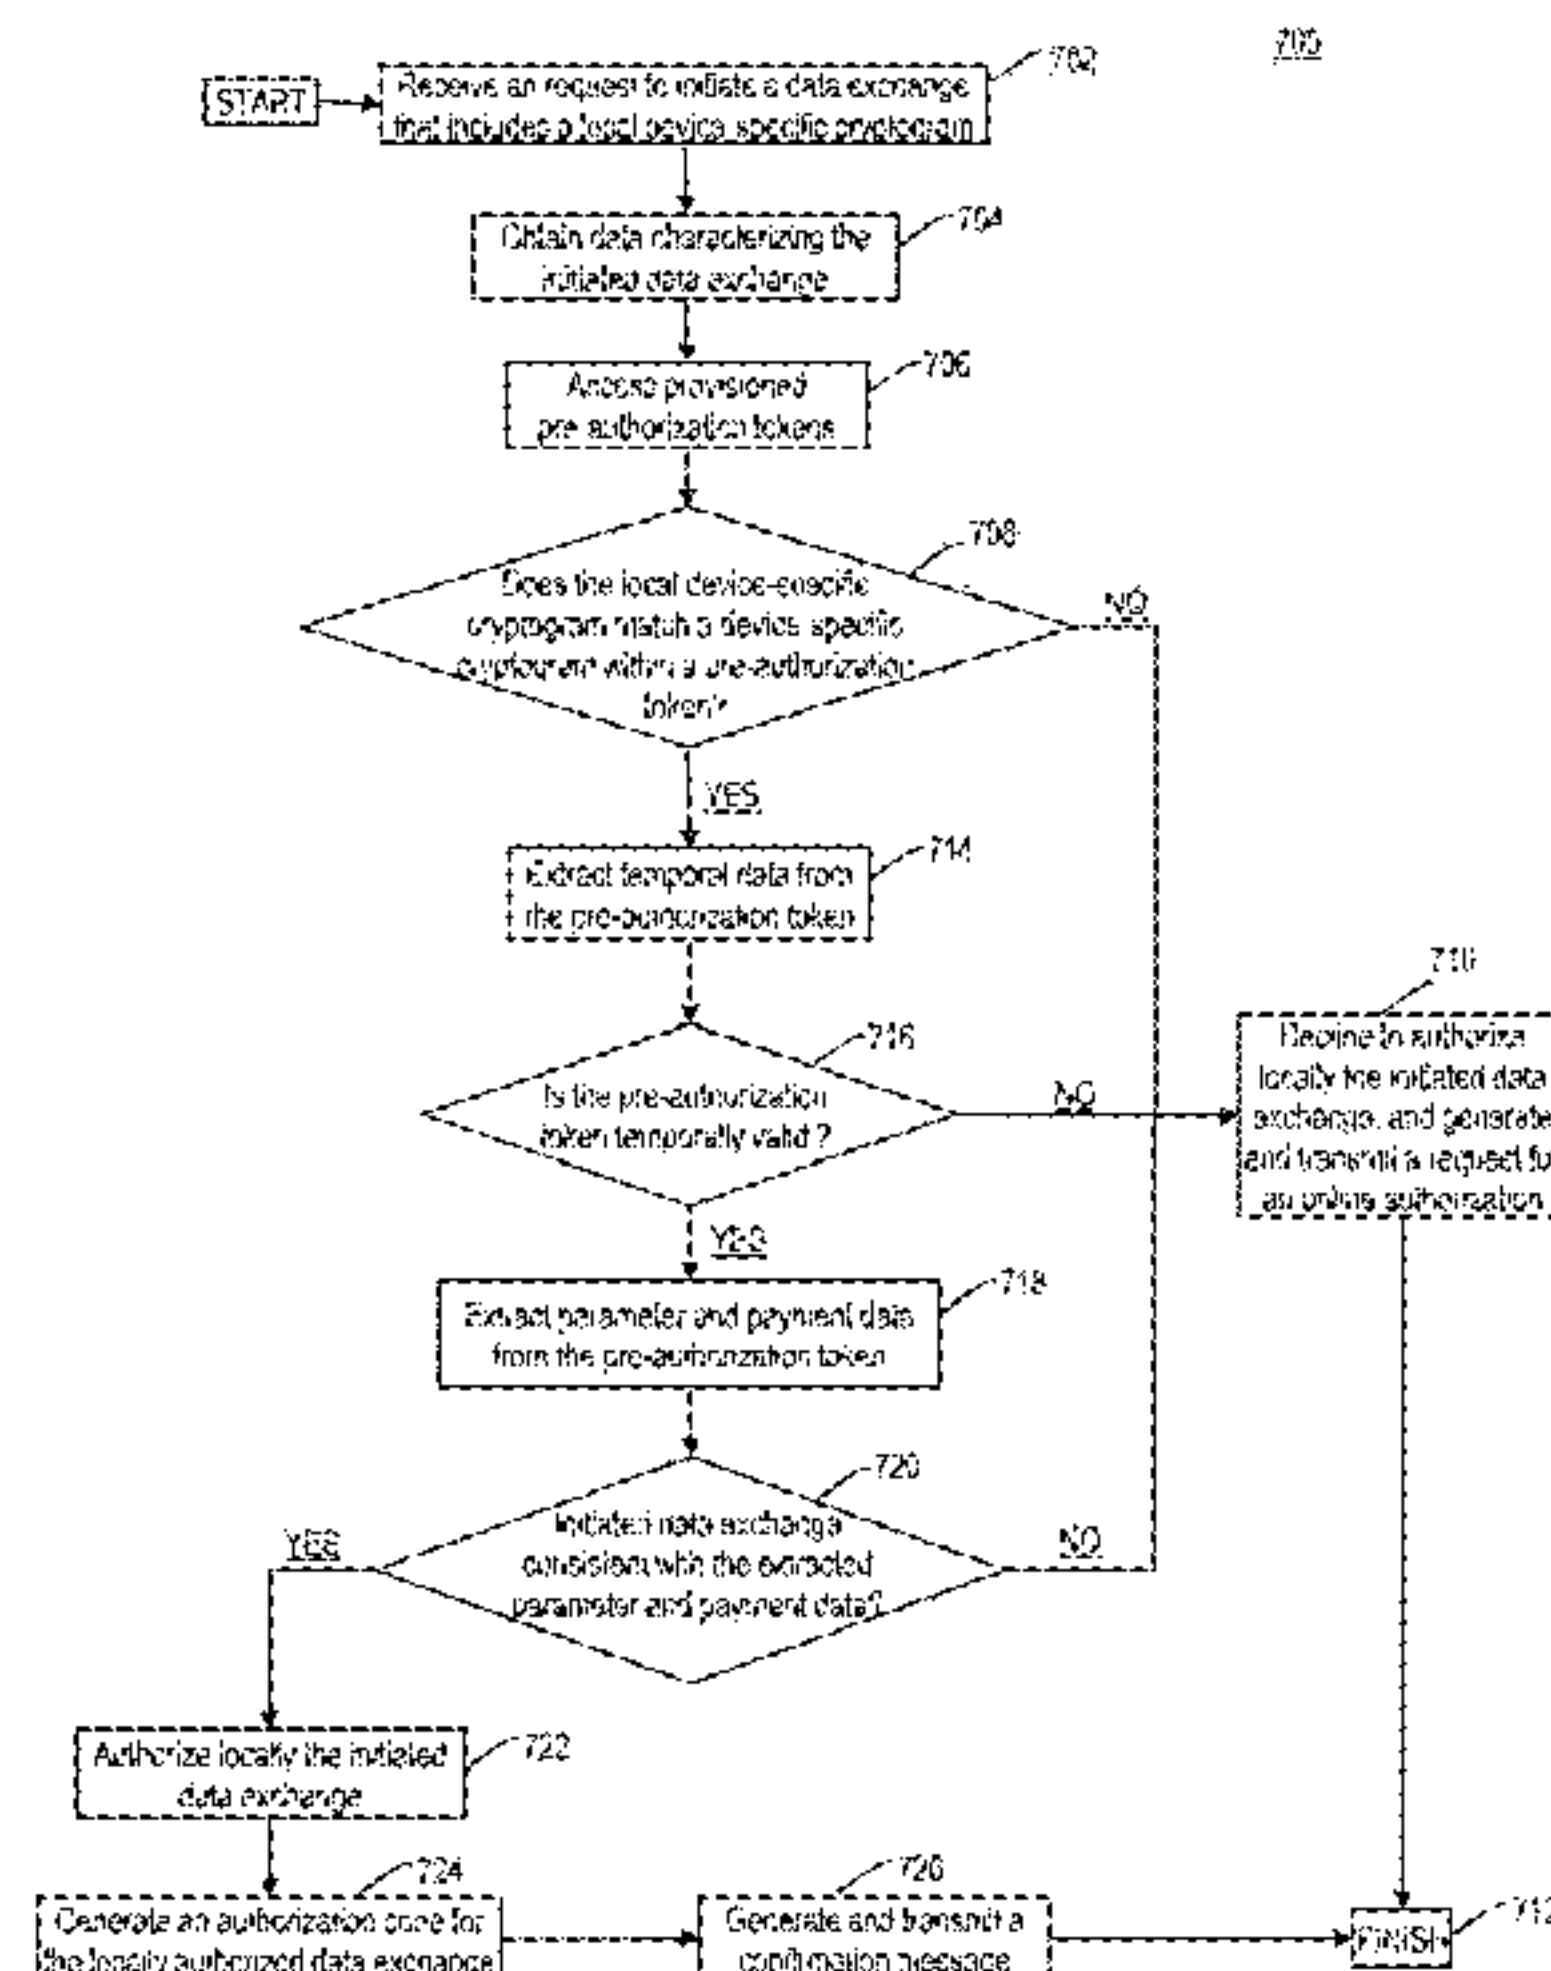 700
702
START
Receive an request to initiate a data exchange
that includes a local device-specific cryptogram
704
Obtain data characterizing the
initiated data exchange
706
Access provisioned
pre-authorization tokens
708
Does the local device-specific
cryptogram match a device-specific
cryptogram within a pre-authorization
token?
NO
YES
714
Extract temporal data from
the pre-authorization token
710
716
Is the pre-authorization
token temporally valid?
NO
Decline to authorize
locally the initiated data
exchange, and generate
and transmit a request for
an online authorization
YES
718
Extract parameter and payment data
from the pre-authorization token
720
Initiated data exchange
consistent with the extracted
parameter and payment data?
YES
NO
722
Authorize locally the initiated
data exchange
724
Generate an authorization code for
the locally authorized data exchange
726
Generate and transmit a
confirmation message
FINISH
712